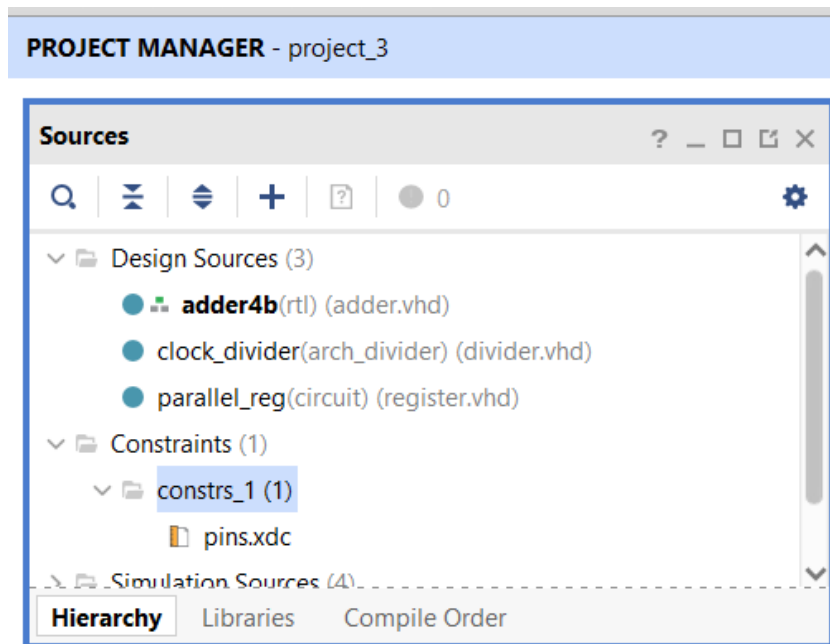 PROJECT MANAGER - project_3
Sources
? 
0
Design Sources (3)
adder4b(rtl) (adder.vhd)
clock_divider(arch_divider) (divider.vhd)
parallel_reg(circuit) (register.vhd)
Constraints (1)
constrs_1 (1)
pins.xdc
Simulation Sources (4)
Hierarchy Libraries Compile Order